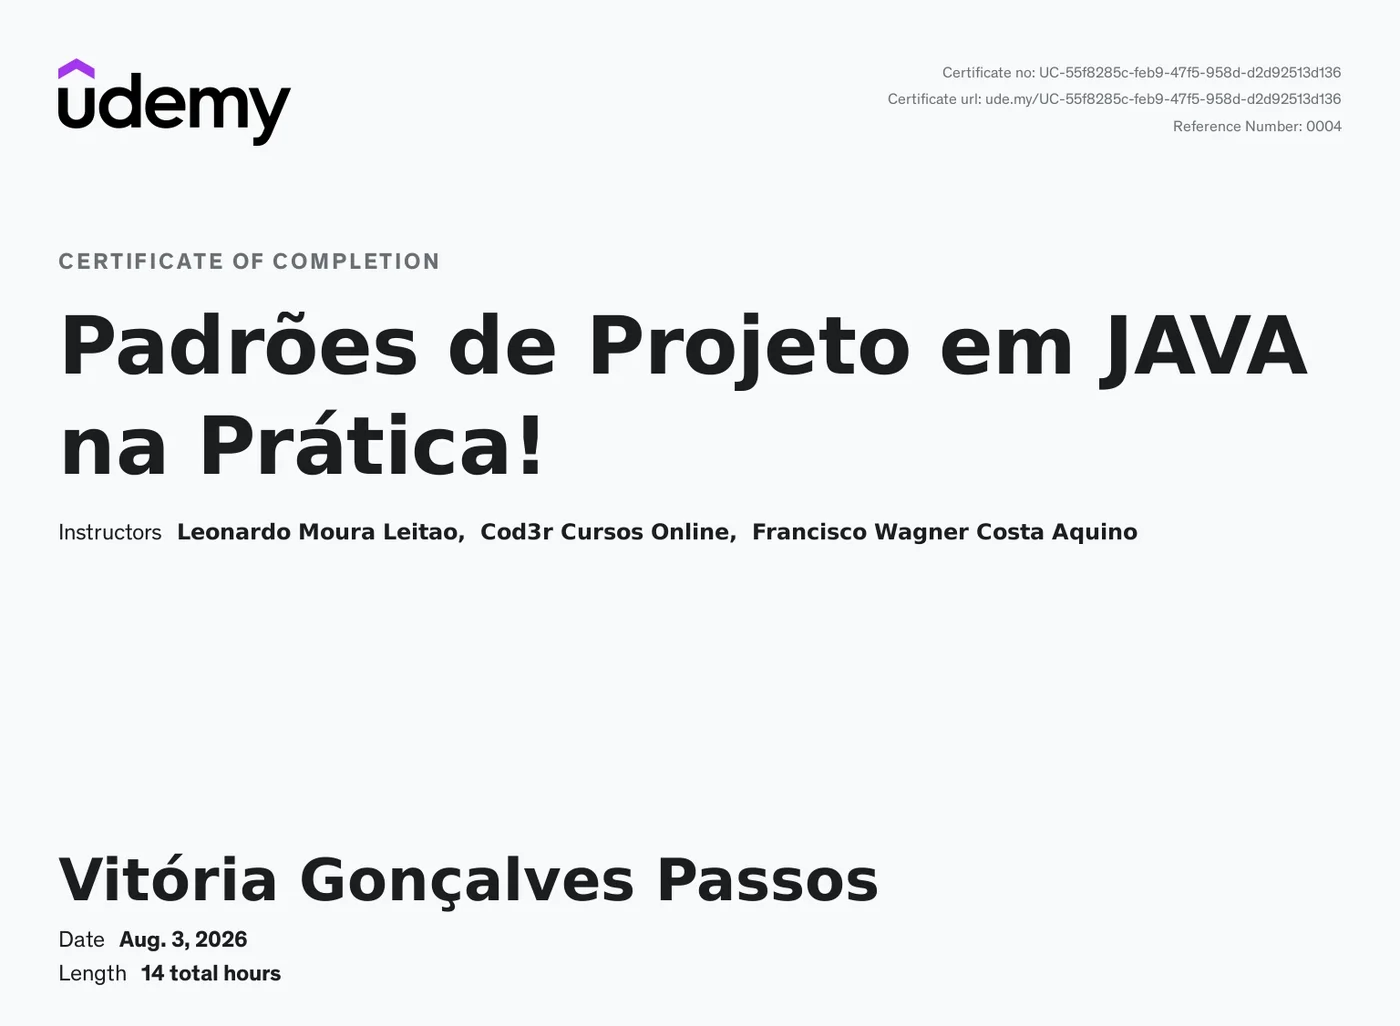 udemy
Certificate no: UC-55f8285c-feb9-47f5-958d-d2d92513d136
Certificate url: ude.my/UC-55f8285c-feb9-47f5-958d-d2d92513d136
Reference Number: 0004
CERTIFICATE OF COMPLETION
Padrões de Projeto em JAVA
na Prática!
Instructors Leonardo Moura Leitao, Cod3r Cursos Online, Francisco Wagner Costa Aquino
Vitória Gonçalves Passos
Date Aug. 3, 2026
Length 14 total hours